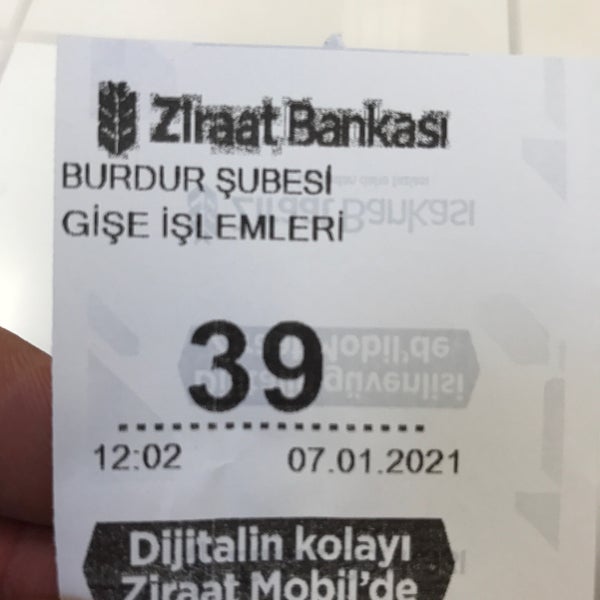 Ziraat Bankası
BURDUR ŞUBESİ
GİŞE İŞLEMLERİ
39
12:02 07.01.2021
Dijitalin kolayı
Ziraat Mobil'de